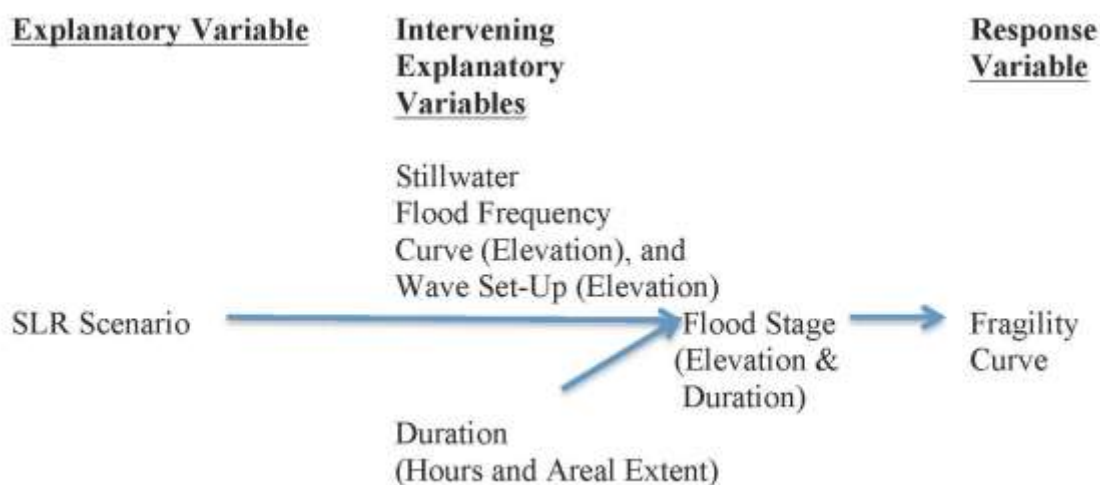 Explanatory Variable
Intervening
Explanatory
Variables
Response
Variable
Stillwater
Flood Frequency
Curve (Elevation), and
Wave Set-Up (Elevation)
SLR Scenario
Flood Stage
(Elevation &
Duration)
Fragility
Curve
Duration
(Hours and Areal Extent)